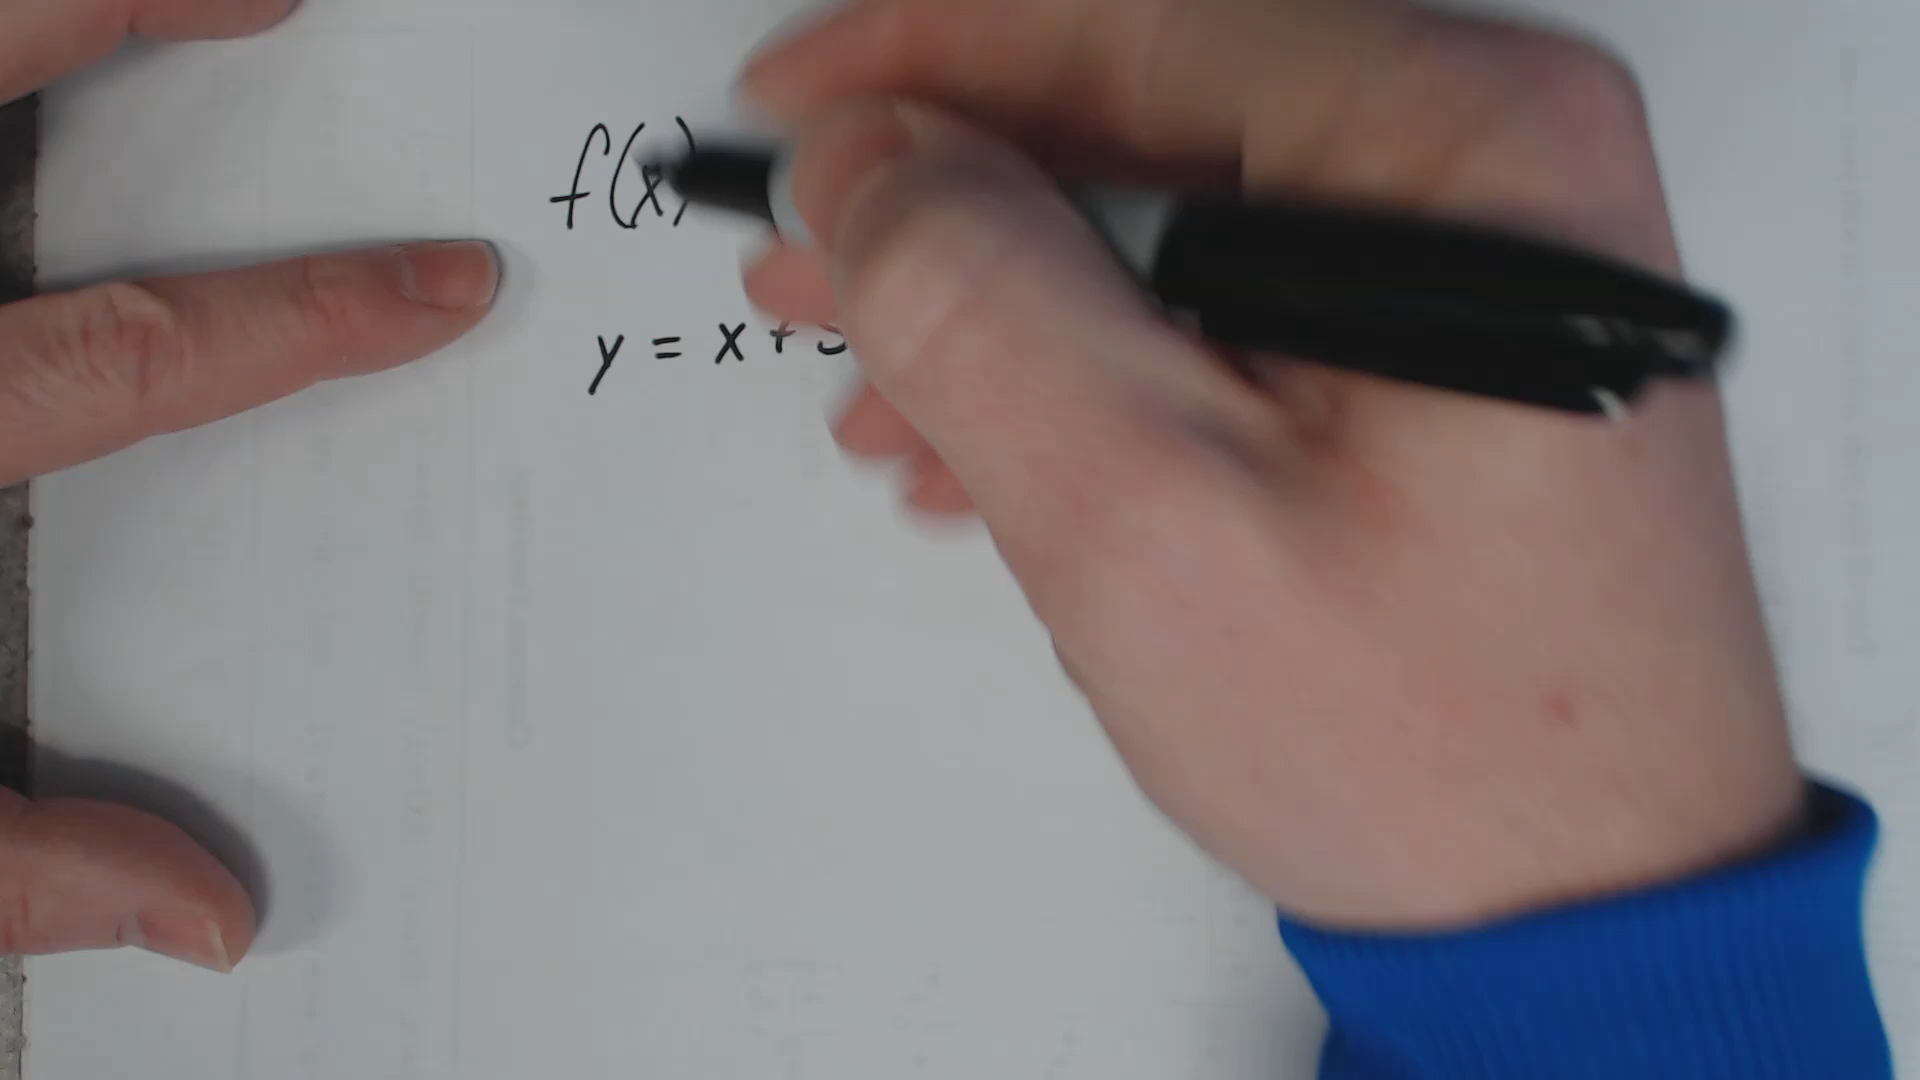 f(x)
y = x +